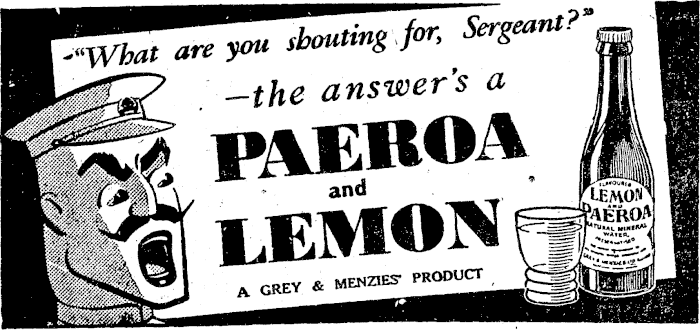 -“What are you shouting for, Sergeant?”
—the answer's a
PAEROA
and
LEMON
A GREY & MENZIES' PRODUCT
FLAVOURED
LEMON
AND
PAEROA
NATURAL MINERAL
WATER